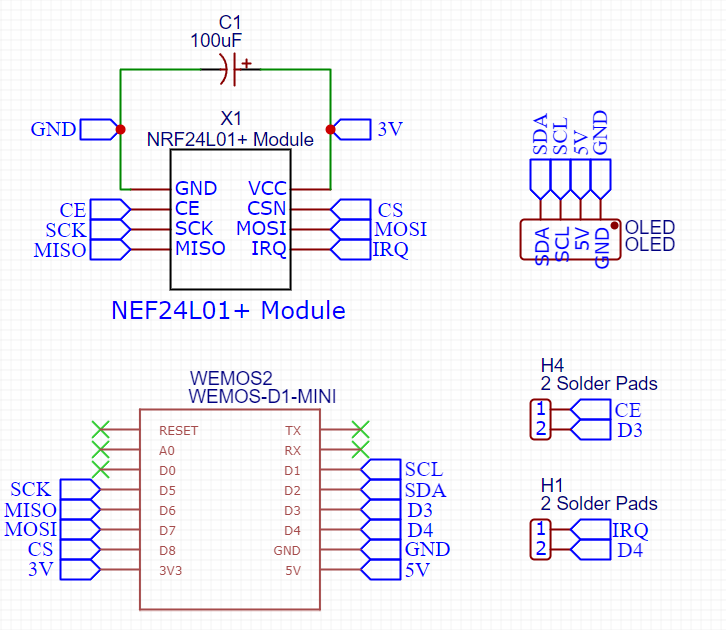 C1
100uF
GND
3V
X1
NRF24L01+ Module
GND VCC
CE CE CSN CS
SCK SCK MOSI MOSI
MISO MISO IRQ IRQ
NEF24L01+ Module
SDA SCL 5V GND
SDA SCL 5V GND
OLED
OLED
WEMOS2
WEMOS-D1-MINI
RESET TX
A0 RX
D0 D1 SCL
SCK D5 D2 SDA
MISO D6 D3 D3
MOSI D7 D4 D4
CS D8 GND GND
3V 3V3 5V 5V
H4
2 Solder Pads
1 CE
2 D3
H1
2 Solder Pads
1 IRQ
2 D4